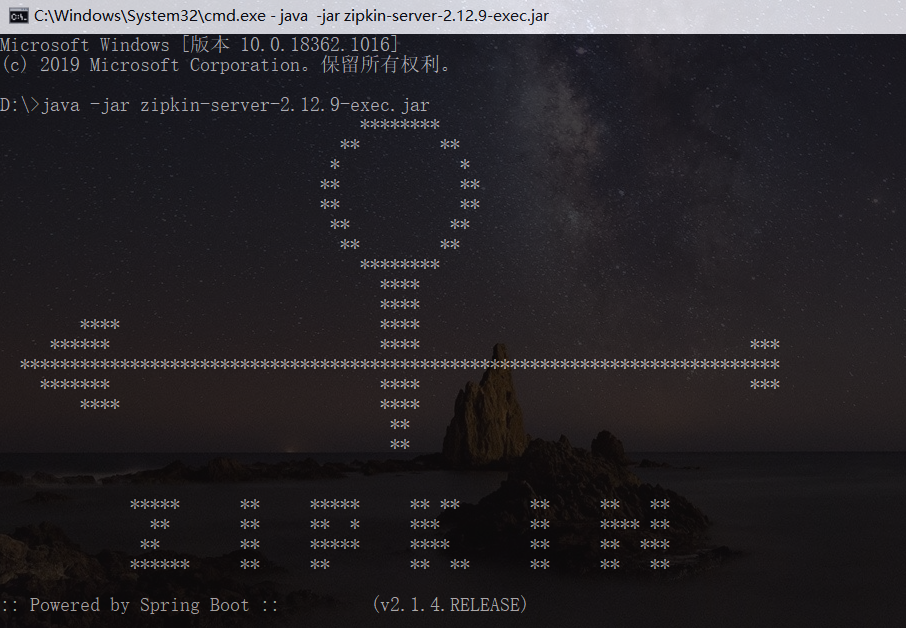 C:\Windows\System32\cmd.exe - java  -jar zipkin-server-2.12.9-exec.jar
Microsoft Windows [版本 10.0.18362.1016]
(c) 2019 Microsoft Corporation。保留所有权利。
D:\>java -jar zipkin-server-2.12.9-exec.jar
ZIPKIN
:: Powered by Spring Boot ::         (v2.1.4.RELEASE)